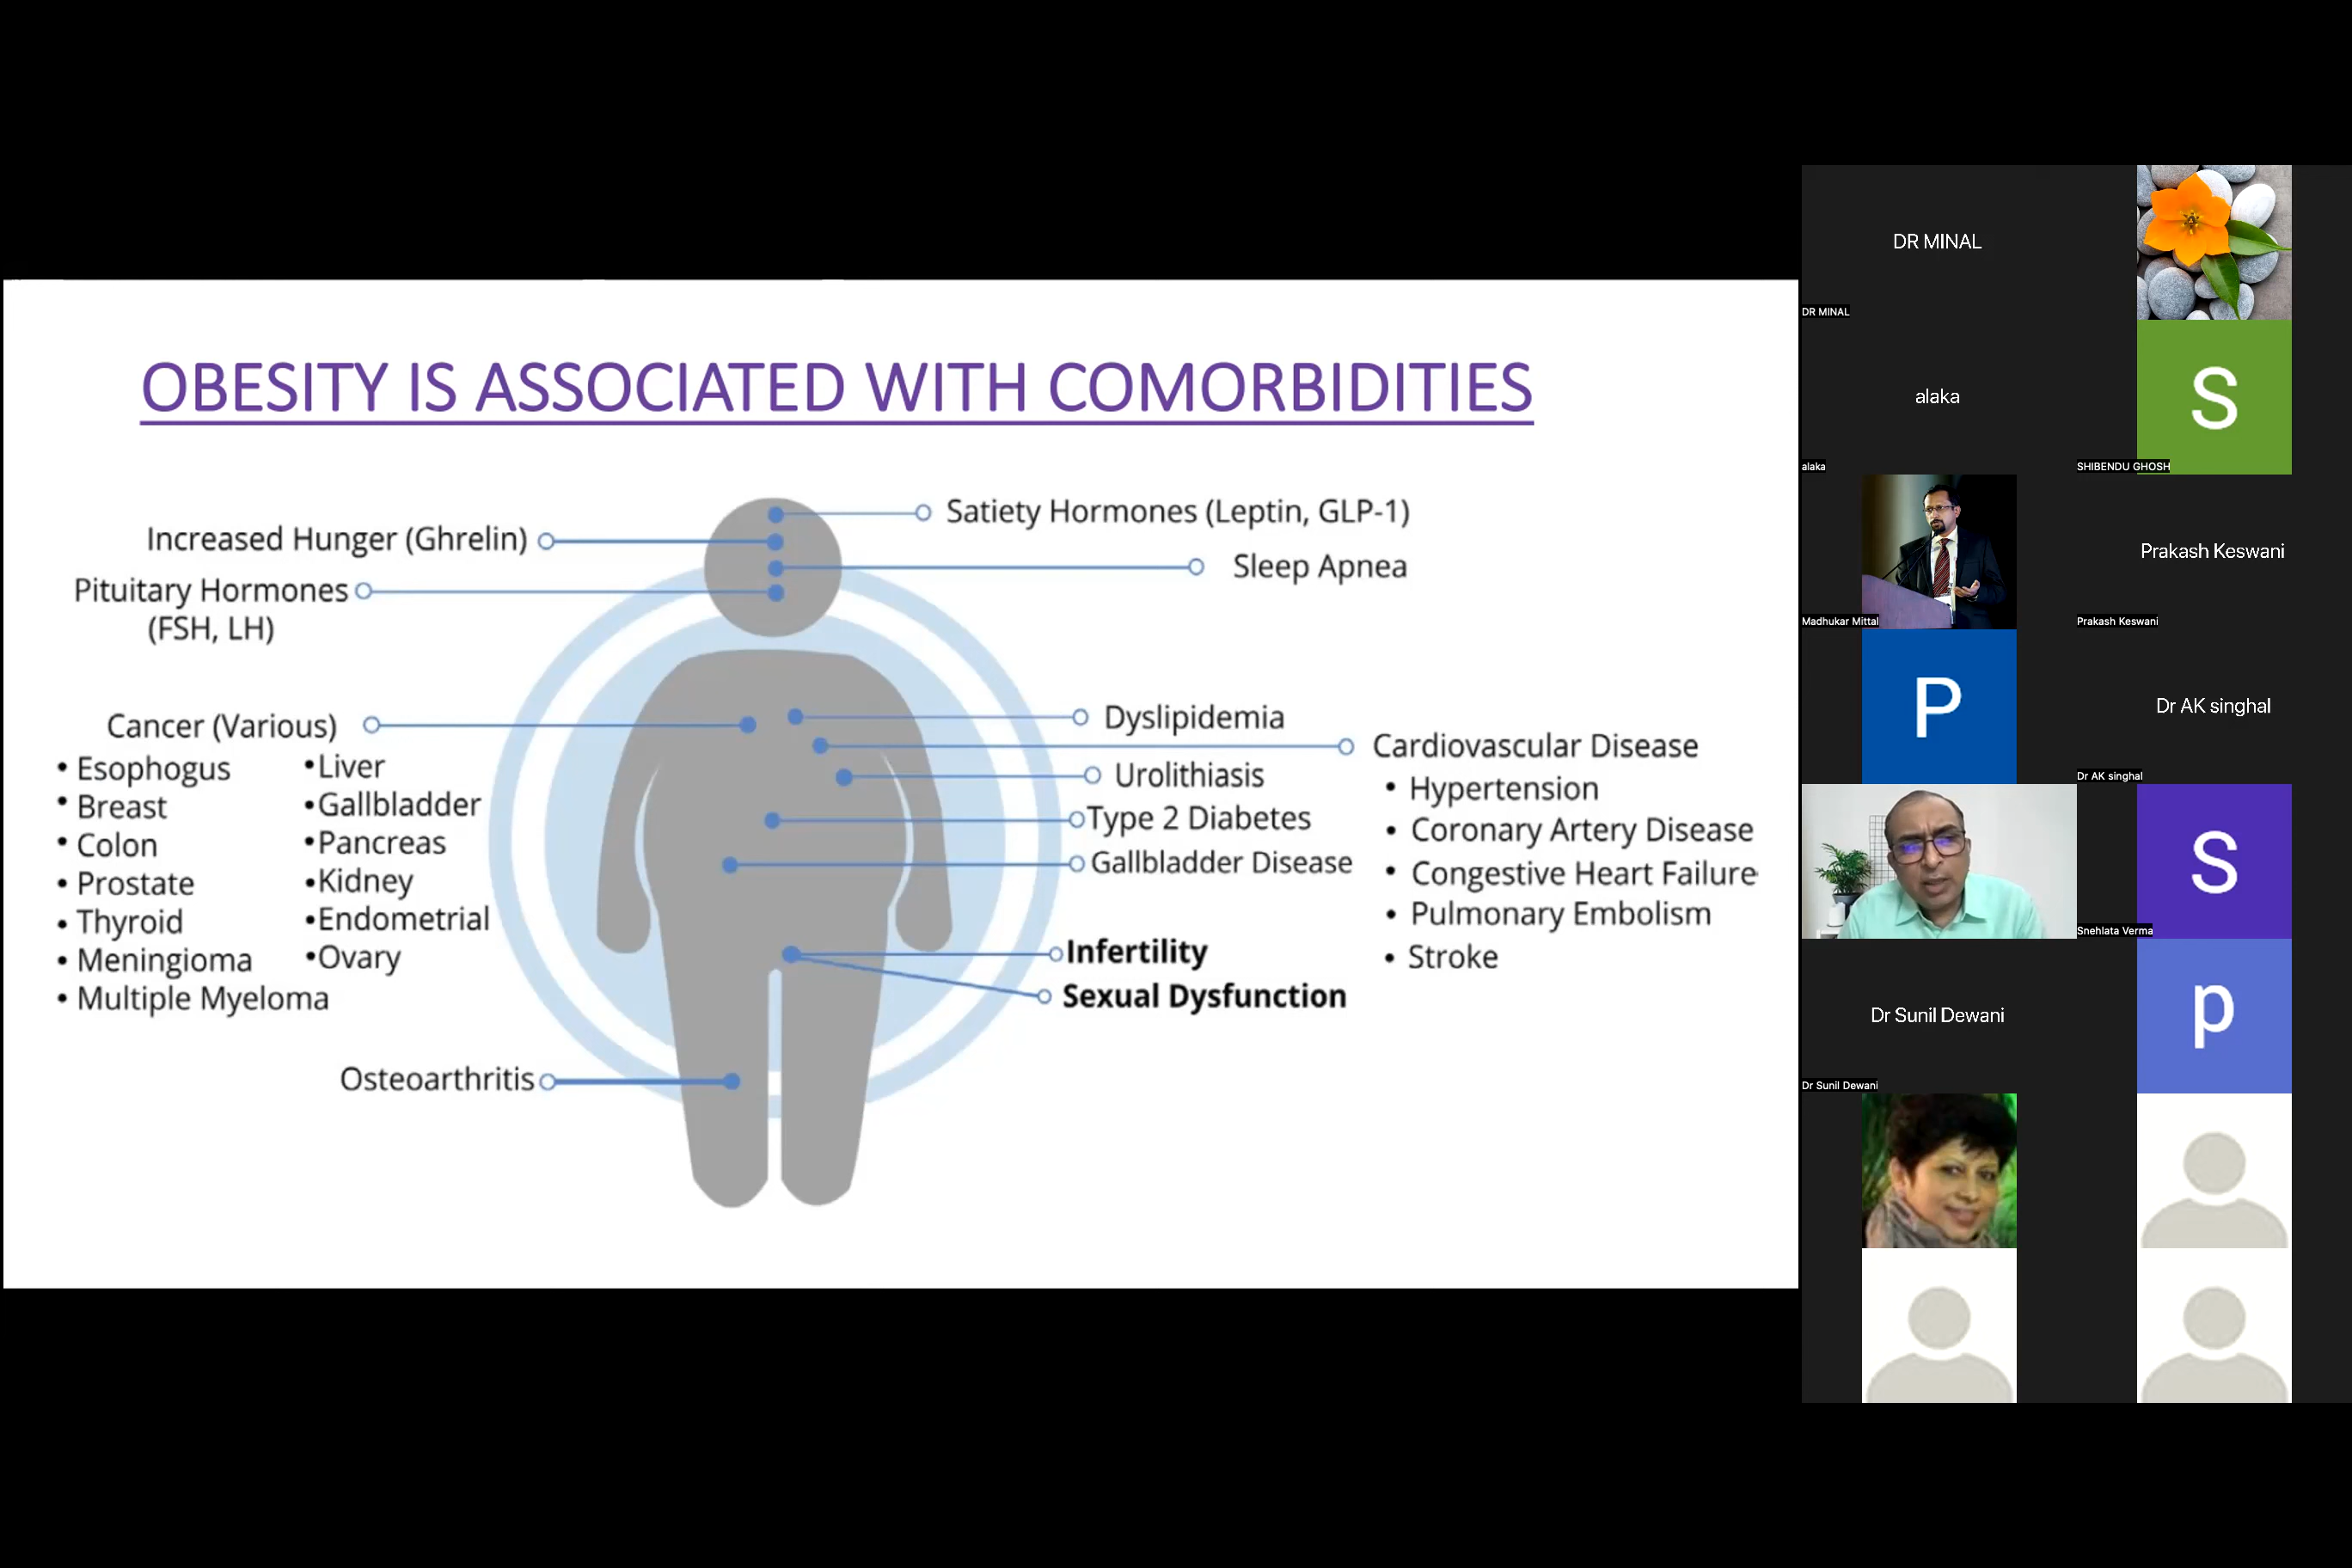 OBESITY IS ASSOCIATED WITH COMORBIDITIES
Satiety Hormones (Leptin, GLP-1)
Increased Hunger (Ghrelin)
Sleep Apnea
Pituitary Hormones
(FSH, LH)
Cancer (Various)
• Esophogus
• Breast
• Colon
• Prostate
• Thyroid
• Meningioma
• Multiple Myeloma
•Liver
•Gallbladder
•Pancreas
•Kidney
•Endometrial
•Ovary
Osteoarthritis
Dyslipidemia
Urolithiasis
Type 2 Diabetes
Gallbladder Disease
Infertility
Sexual Dysfunction
Cardiovascular Disease
• Hypertension
• Coronary Artery Disease
• Congestive Heart Failure
• Pulmonary Embolism
• Stroke
DR MINAL
DR MINAL
alaka
S
alaka
SHIBENDU GHOSH
Prakash Keswani
Madhukar Mittal
Prakash Keswani
P
Dr AK singhal
Dr AK singhal
S
Snehlata Verma
Dr Sunil Dewani
p
Dr Sunil Dewani